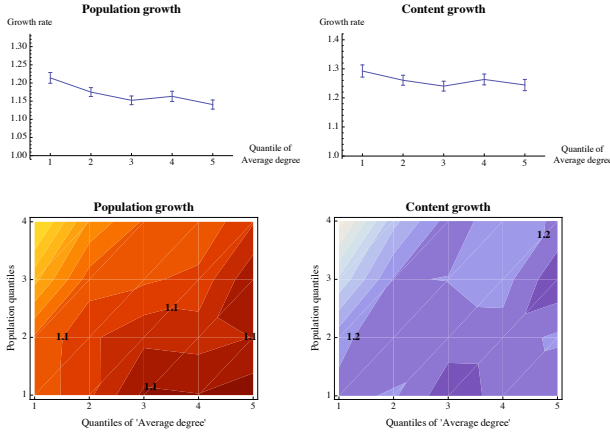 Population growth
Growth rate
1.30
1.25
1.20
1.15
1.10
1.05
1.00
1 2 3 4 5
Quantile of
Average degree
Content growth
Growth rate
1.4
1.3
1.2
1.1
1.0
1 2 3 4 5
Quantile of
Average degree
Population growth
Population quantiles
4
3
2
1
1.1
1.1
1.1
1.1
1 2 3 4 5
Quantiles of 'Average degree'
Content growth
Population quantiles
4
3
2
1
1.2
1.2
1 2 3 4 5
Quantiles of 'Average degree'